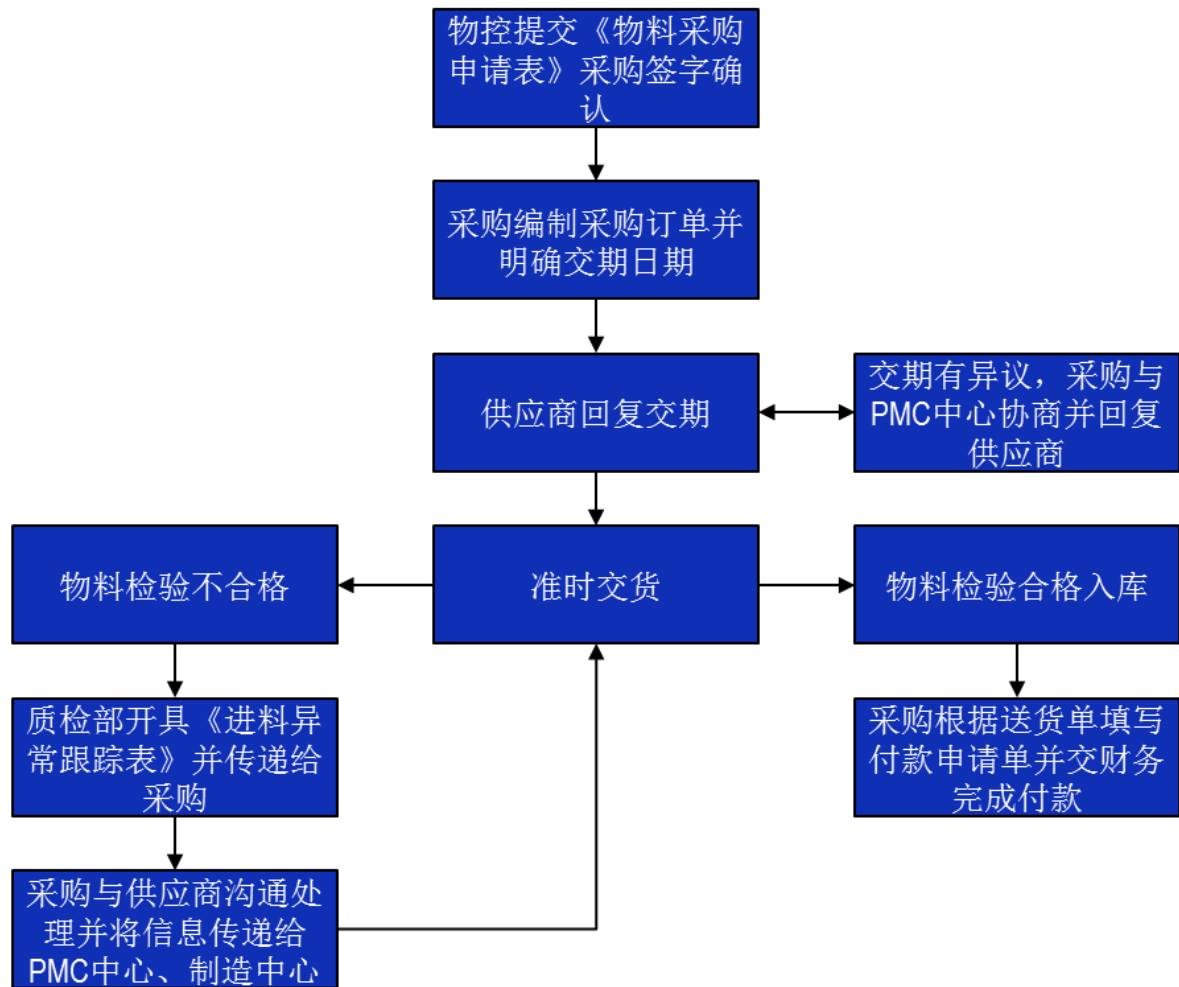 物控提交《物料采购
申请表》采购签字确
认
采购编制采购订单并
明确交期日期
供应商回复交期
交期有异议，采购与
PMC中心协商并回复
供应商
物料检验不合格
准时交货
物料检验合格入库
质检部开具《进料异
常跟踪表》并传递给
采购
采购根据送货单填写
付款申请单并交财务
完成付款
采购与供应商沟通处
理并将信息传递给
PMC中心、制造中心